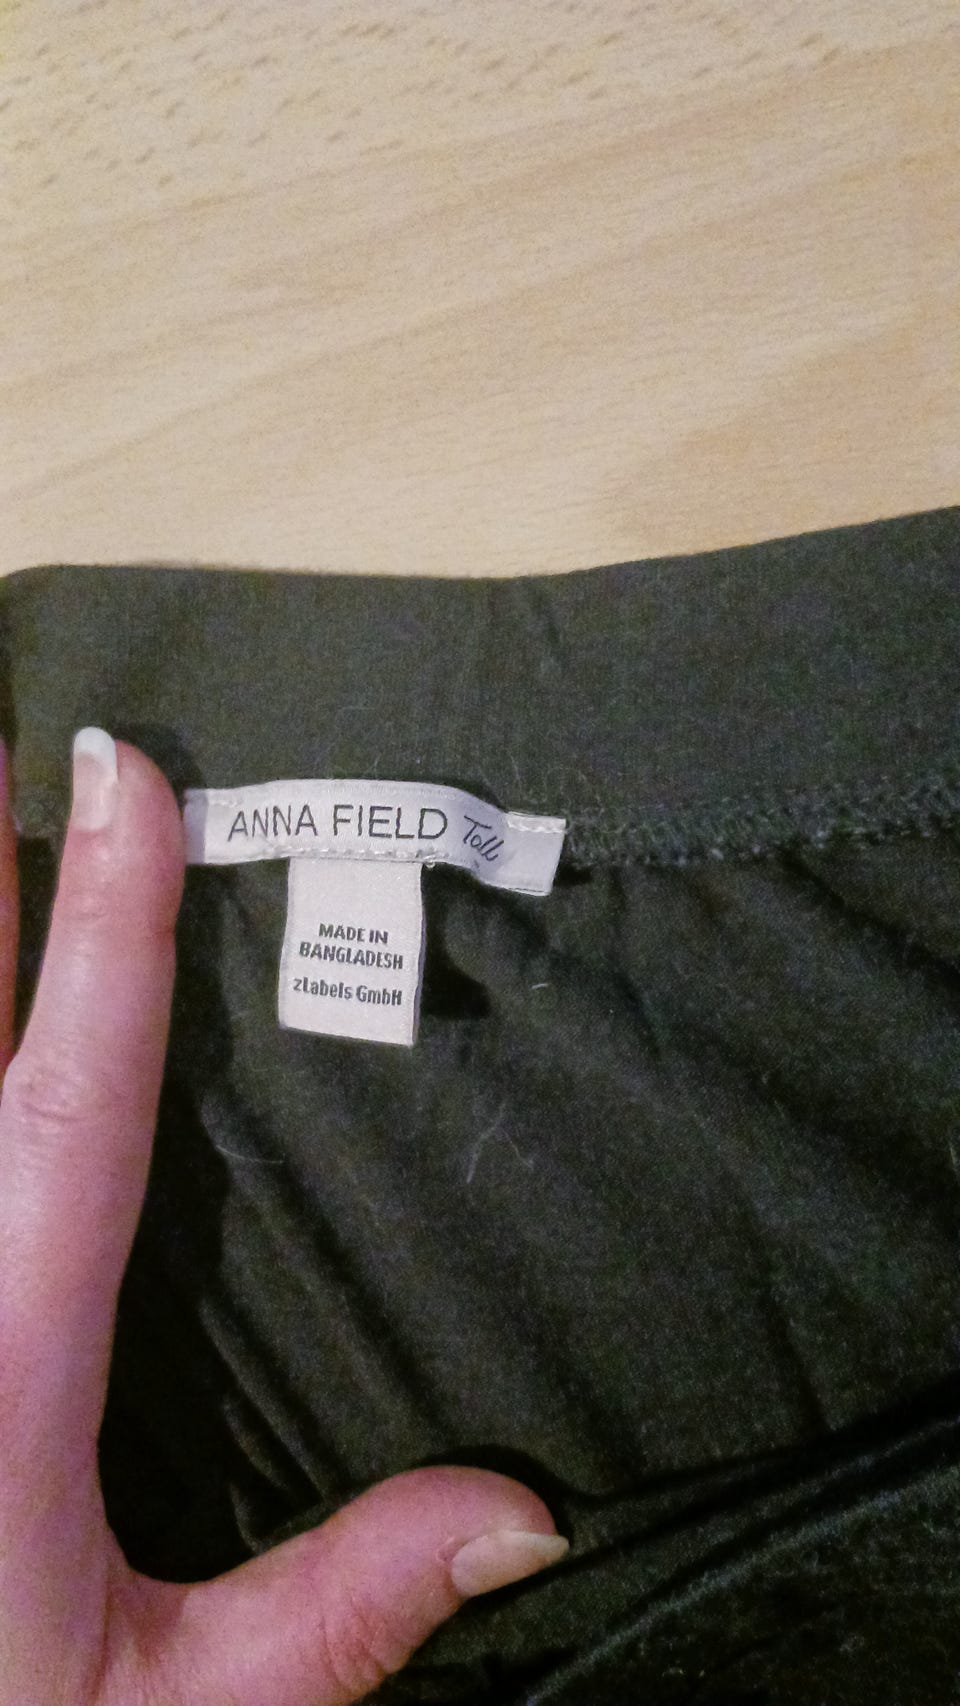 ANNA FIELD Tall
MADE IN
BANGLADESH
zLabels GmbH